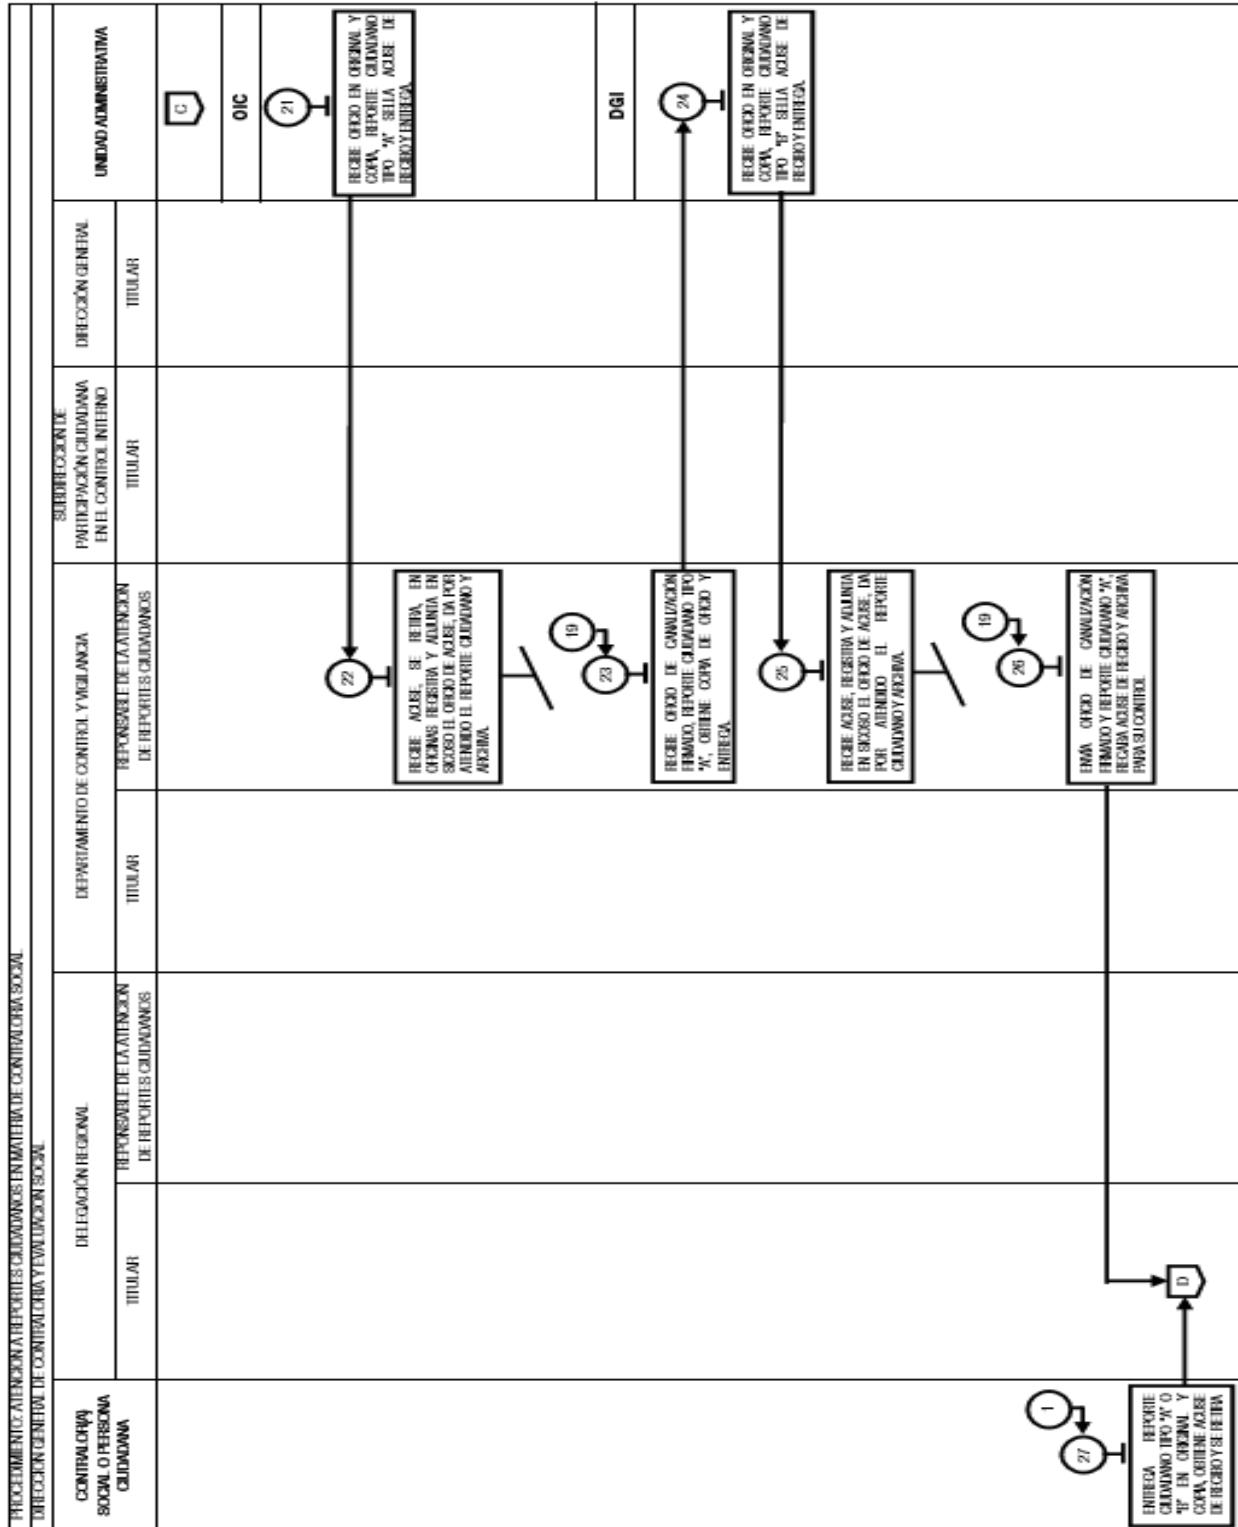 PROCEDIMIENTO: ATENCIÓN A REPORTES CIUDADANOS EN MATERIA DE CONTRALORÍA SOCIAL
DIRECCIÓN GENERAL DE CONTRALORÍA Y EVALUACIÓN SOCIAL
CONTRALOR(A)
SOCIAL O PERSONA
CIUDADANA
DELEGACIÓN REGIONAL
TITULAR
REPONSABLE DE LA ATENCIÓN
DE REPORTES CIUDADANOS
DEPARTAMENTO DE CONTROL Y VIGILANCIA
TITULAR
REPONSABLE DE LA ATENCIÓN
DE REPORTES CIUDADANOS
SUBDIRECCIÓN DE
PARTICIPACIÓN CIUDADANA
EN EL CONTROL INTERNO
TITULAR
DIRECCIÓN GENERAL
TITULAR
UNIDAD ADMINISTRATIVA
C
OIC
21
RECIBE OFICIO EN ORIGINAL Y
COPIA, REPORTE CIUDADANO
TIPO "A" SELLA ACUSE DE
RECIBO Y ENTREGA.
22
RECIBE ACUSE, SE RETIRA, EN
OFICINAS REGISTRA Y ADJUNTA EN
SICOSO EL OFICIO DE ACUSE, DA POR
ATENDIDO EL REPORTE CIUDADANO Y
ARCHIVA.
19
23
RECIBE OFICIO DE CANALIZACIÓN
FIRMADO, REPORTE CIUDADANO TIPO
"A", OBTIENE COPIA DE OFICIO Y
ENTREGA.
DGI
24
RECIBE OFICIO EN ORIGINAL Y
COPIA, REPORTE CIUDADANO
TIPO "B" SELLA ACUSE DE
RECIBO Y ENTREGA.
25
RECIBE ACUSE, REGISTRA Y ADJUNTA
EN SICOSO EL OFICIO DE ACUSE, DA
POR ATENDIDO EL REPORTE
CIUDADANO Y ARCHIVA.
19
26
ENVÍA OFICIO DE CANALIZACIÓN
FIRMADO Y REPORTE CIUDADANO "A",
RECABA ACUSE DE RECIBO Y ARCHIVA
PARA SU CONTROL
D
1
27
ENTREGA REPORTE
CIUDADANO TIPO "A" O
"B" EN ORIGINAL Y
COPIA, OBTIENE ACUSE
DE RECIBO Y SE RETIRA